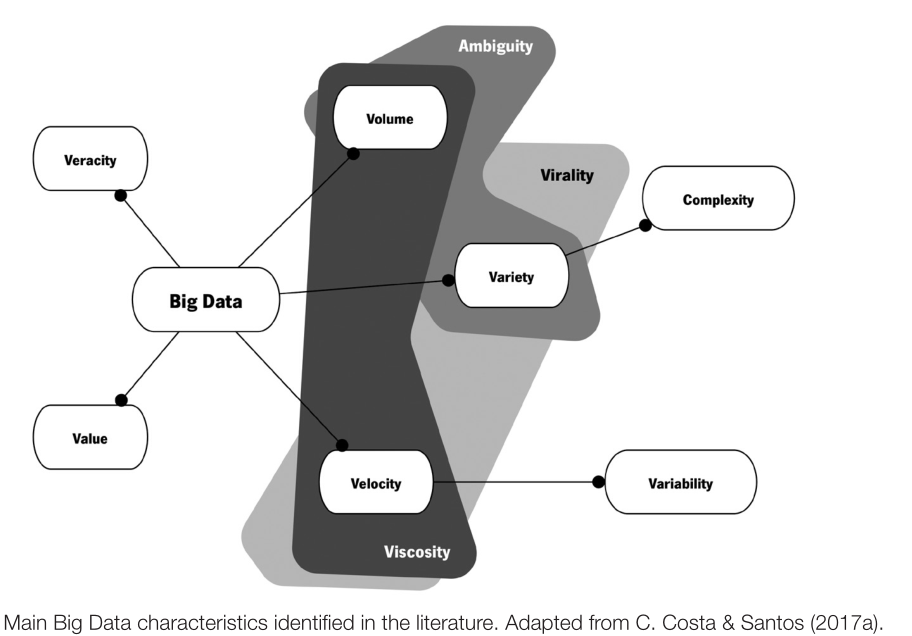 Ambiguity
Volume
Veracity
Virality
Complexity
Variety
Big Data
Value
Velocity
Variability
Viscosity
Main Big Data characteristics identified in the literature. Adapted from C. Costa & Santos (2017a).